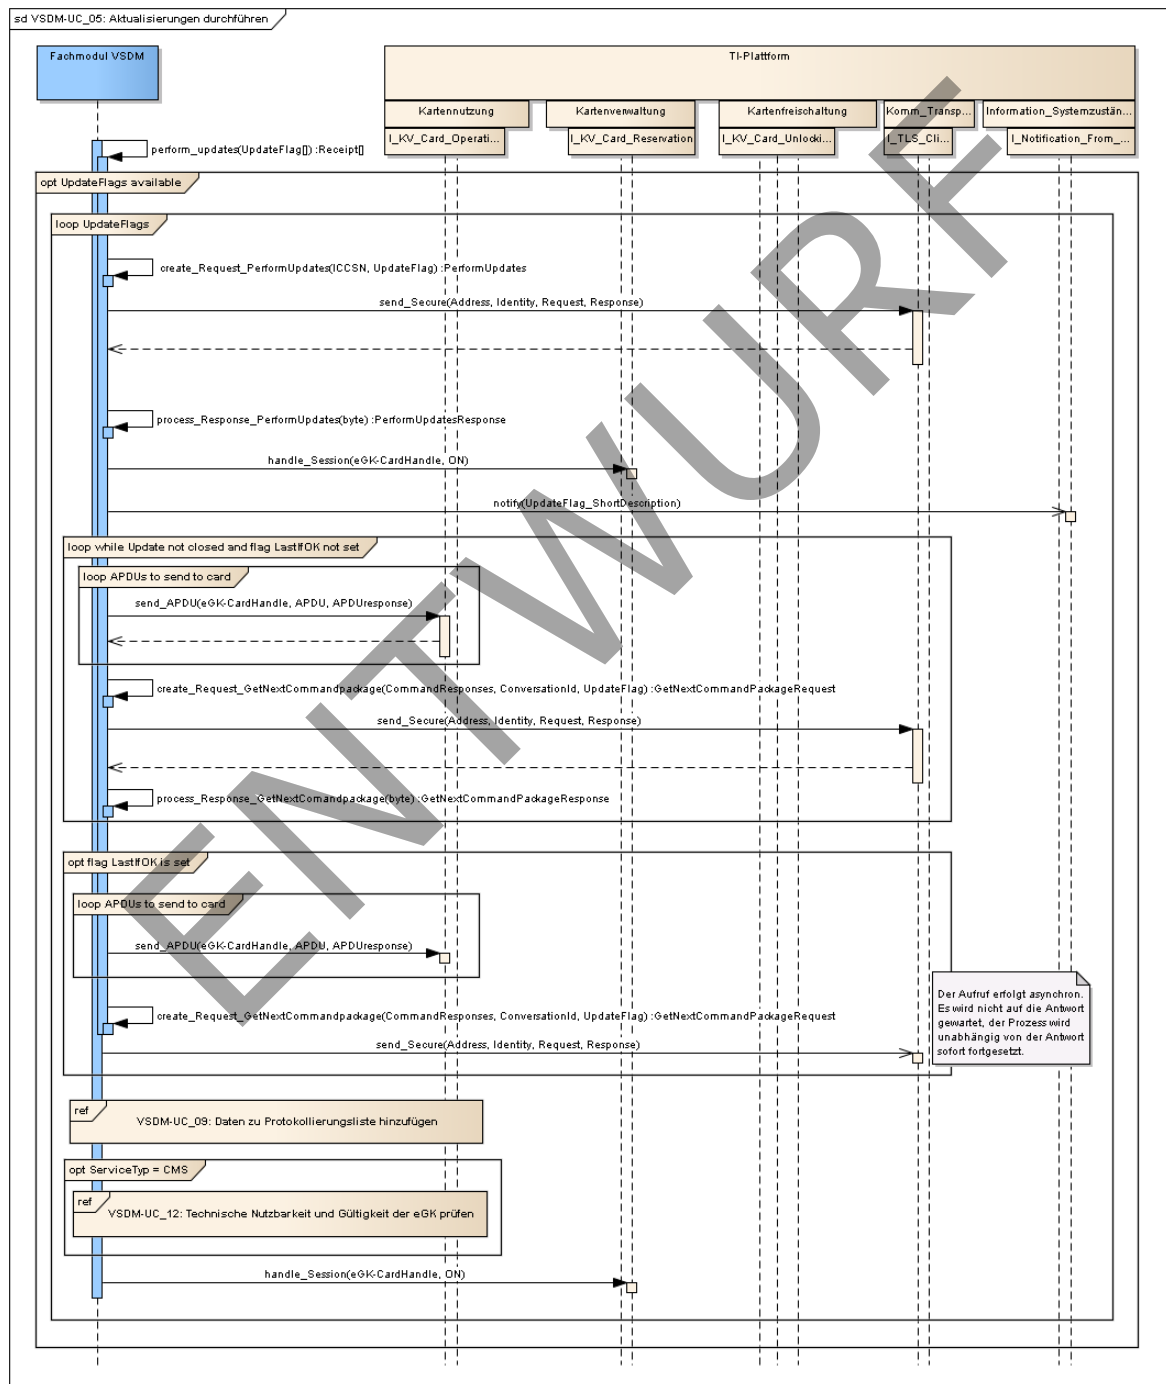 sd VSDM-UC_05: Aktualisierungen durchführen
Fachmodul VSDM
TI-Plattform
Kartennutzung
Kartenverwaltung
Kartenfreischaltung
Komm_Transp...
Information_Systemzustän...
I_KV_Card_Operati...
I_KV_Card_Reservation
I_KV_Card_Unlocki...
I_TLS_Cli...
I_Notification_From_...
perform_updates(UpdateFlag[]) :Receipt[]
opt UpdateFlags available
loop UpdateFlags
create_Request_PerformUpdates(ICCSN, UpdateFlag) :PerformUpdates
send_Secure(Address, Identity, Request, Response)
process_Response_PerformUpdates(byte) :PerformUpdatesResponse
handle_Session(eGK-CardHandle, ON)
notify(UpdateFlag_ShortDescription)
loop while Update not closed and flag LastIfOK not set
loop APDUs to send to card
send_APDU(eGK-CardHandle, APDU, APDUresponse)
create_Request_GetNextCommandpackage(CommandResponses, ConversationId, UpdateFlag) :GetNextCommandPackageRequest
send_Secure(Address, Identity, Request, Response)
process_Response_GetNextComandpackage(byte) :GetNextCommandPackageResponse
opt flag LastIfOK is set
loop APDUs to send to card
send_APDU(eGK-CardHandle, APDU, APDUresponse)
Der Aufruf erfolgt asynchron.
Es wird nicht auf die Antwort
gewartet, der Prozess wird
unabhängig von der Antwort
sofort fortgesetzt.
create_Request_GetNextCommandpackage(CommandResponses, ConversationId, UpdateFlag) :GetNextCommandPackageRequest
send_Secure(Address, Identity, Request, Response)
ref
VSDM-UC_09: Daten zu Protokollierungsliste hinzufügen
opt ServiceTyp = CMS
ref
VSDM-UC_12: Technische Nutzbarkeit und Gültigkeit der eGK prüfen
handle_Session(eGK-CardHandle, ON)
ENTWURF